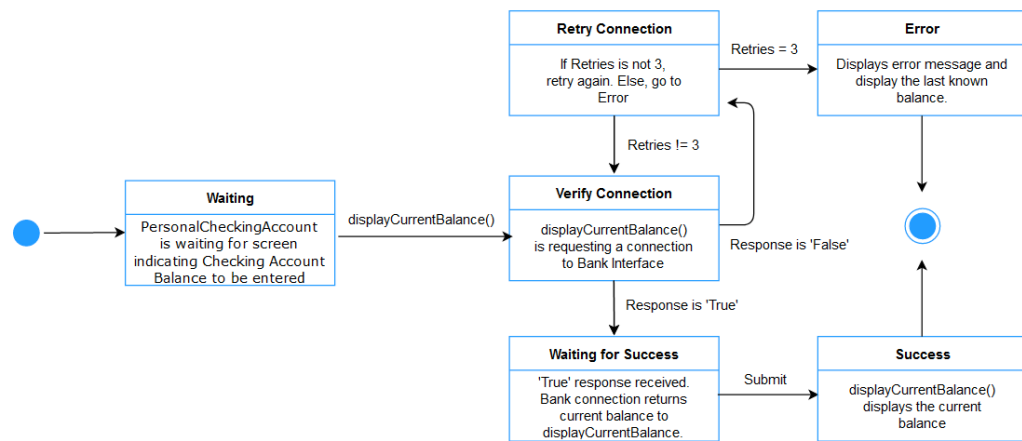 Retry Connection
If Retries is not 3,
retry again. Else, go to
Error
Retries = 3
Error
Displays error message and
display the last known
balance.
Retries != 3
Waiting
PersonalCheckingAccount
is waiting for screen
indicating Checking Account
Balance to be entered
displayCurrentBalance()
Verify Connection
displayCurrentBalance()
is requesting a connection
to Bank Interface
Response is 'False'
Response is 'True'
Waiting for Success
'True' response received.
Bank connection returns
current balance to
displayCurrentBalance.
Submit
Success
displayCurrentBalance()
displays the current
balance